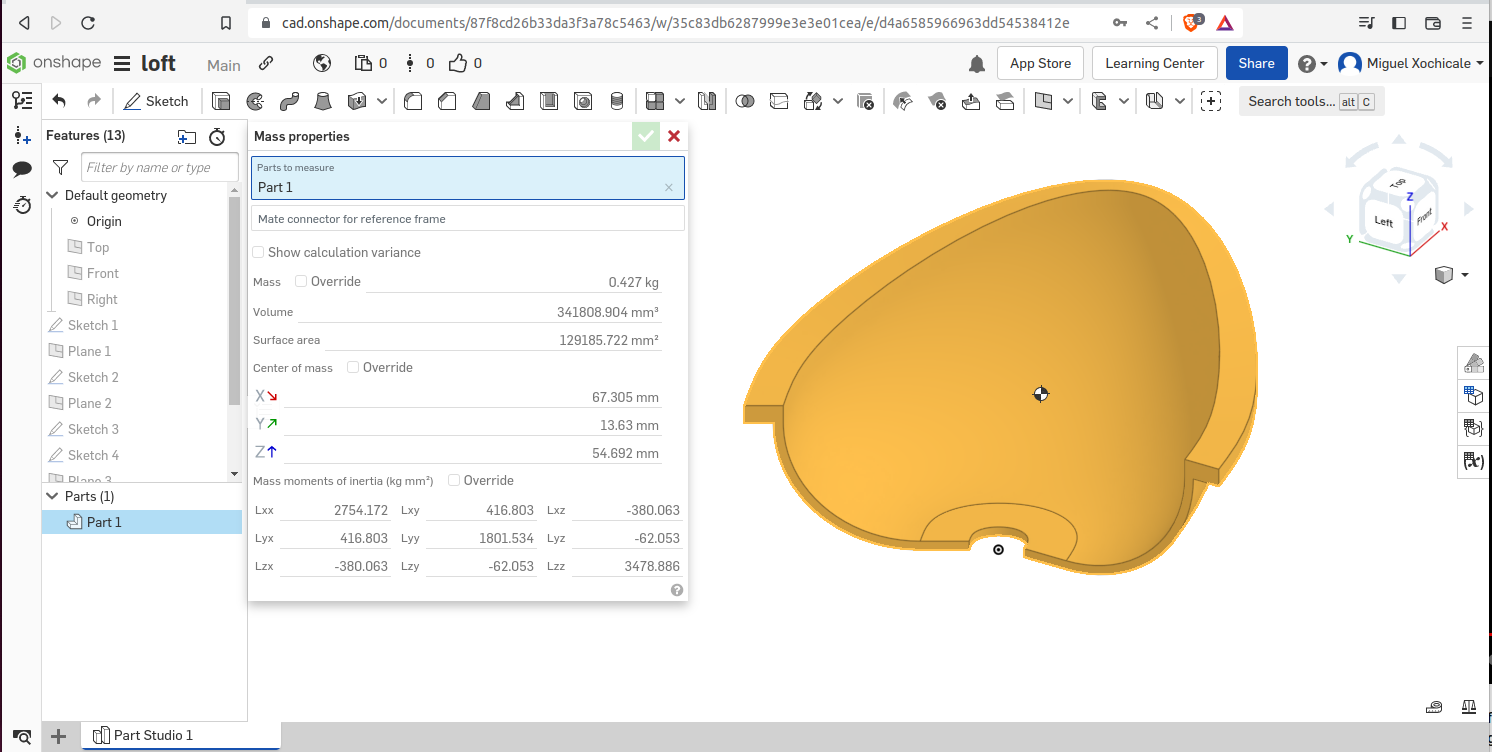 cad.onshape.com/documents/87f8cd26b33da3f3a78c5463/w/35c83db6287999e3e3e01cea/e/d4a6585966963dd54538412e
3
onshape loft Main 0 0 0 App Store Learning Center Share Miguel Xochicale
Sketch Search tools... alt C
Features (13)
Filter by name or type
Default geometry
Origin
Top
Front
Right
Sketch 1
Plane 1
Sketch 2
Plane 2
Sketch 3
Sketch 4
Plane 3
Parts (1)
Part 1
Mass properties
Parts to measure
Part 1
Mate connector for reference frame
Show calculation variance
Mass Override 0.427 kg
Volume 341808.904 mm³
Surface area 129185.722 mm²
Center of mass Override
X 67.305 mm
Y 13.63 mm
Z 54.692 mm
Mass moments of inertia (kg mm²) Override
Lxx 2754.172 Lxy 416.803 Lxz -380.063
Lyx 416.803 Lyy 1801.534 Lyz -62.053
Lzx -380.063 Lzy -62.053 Lzz 3478.886
Top
Z
Left Front
X
Y
(x)
Part Studio 1